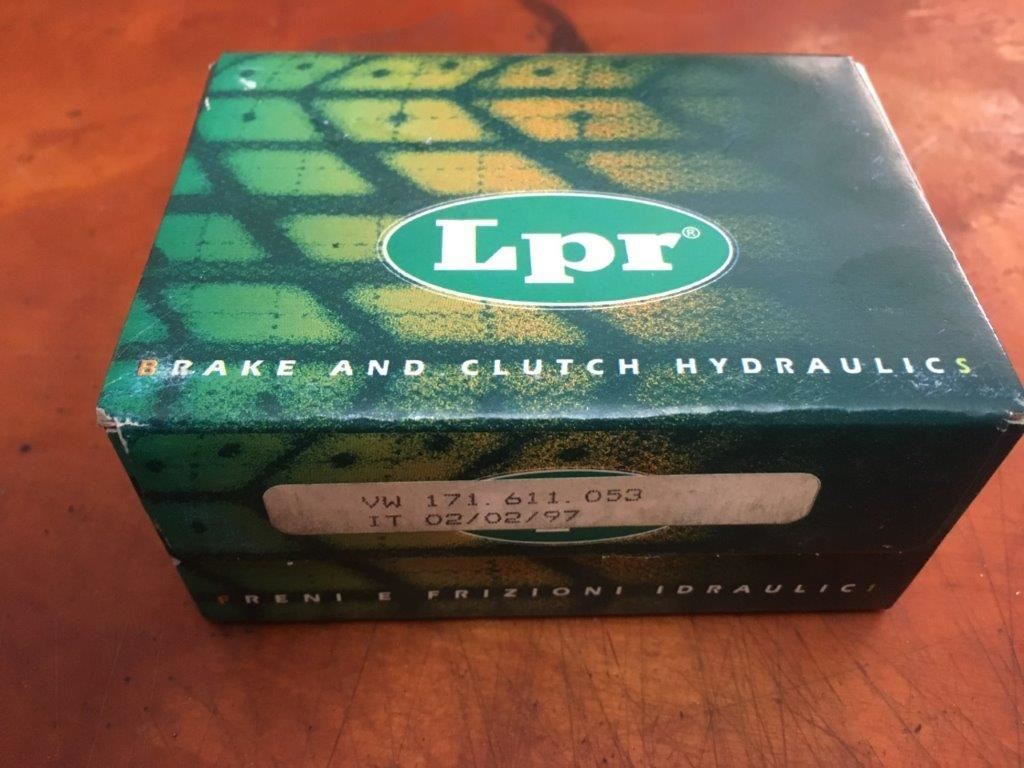 Lpr®
BRAKE AND CLUTCH HYDRAULICS
VW 171. 611. 053
IT 02/02/97
FRENI E FRIZIONI IDRAULICI